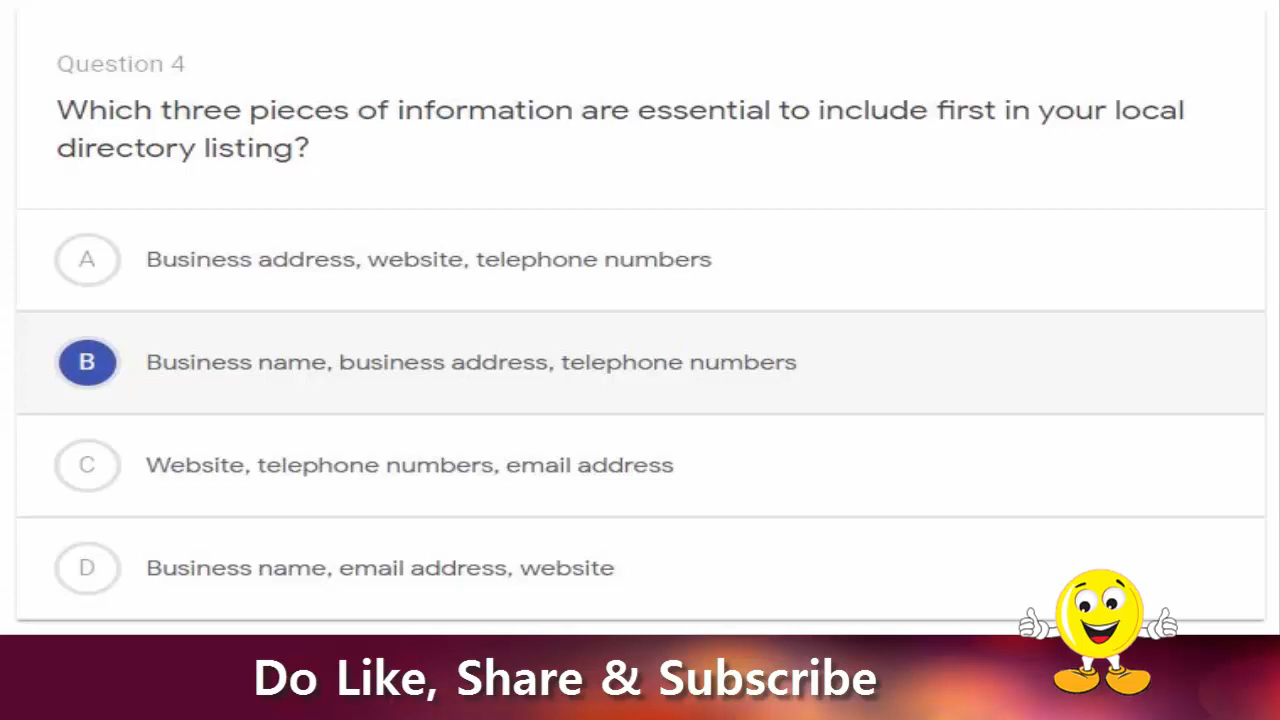 Question 4
Which three pieces of information are essential to include first in your local
directory listing?
A
Business address, website, telephone numbers
B
Business name, business address, telephone numbers
C
Website, telephone numbers, email address
D
Business name, email address, website
Do Like, Share & Subscribe